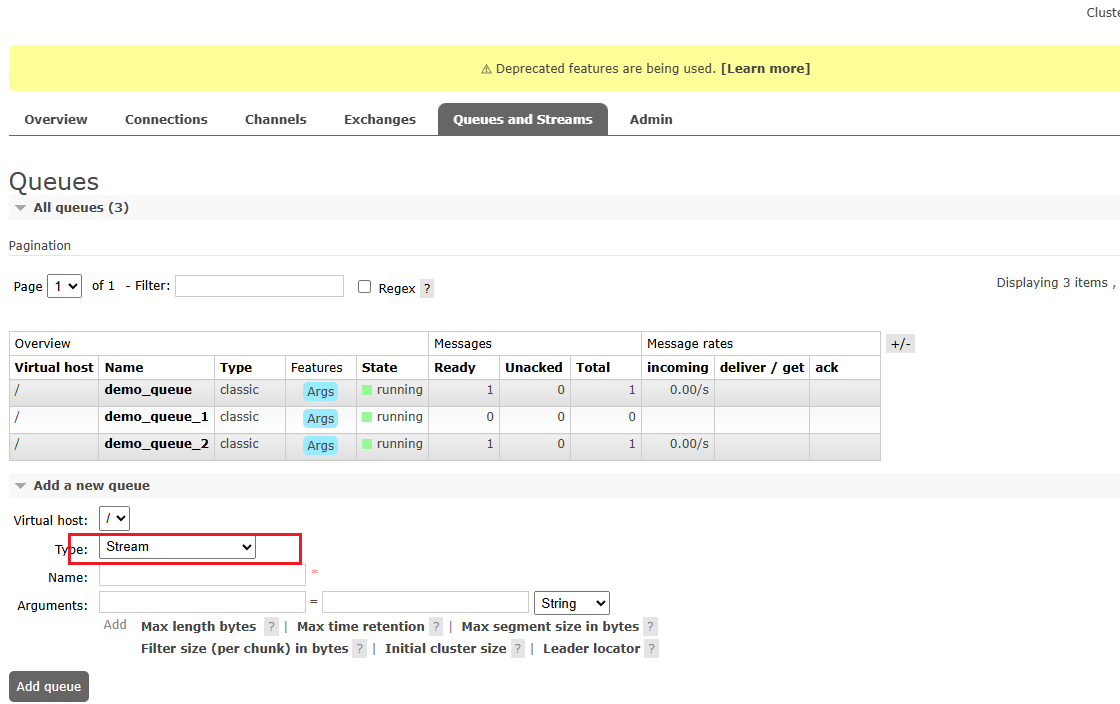 Cluste
⚠ Deprecated features are being used. [Learn more]
Overview Connections Channels Exchanges Queues and Streams Admin
Queues
All queues (3)
Pagination
Page 1 of 1 - Filter: Regex ? Displaying 3 items ,
Overview Messages Message rates +/-
Virtual host Name Type Features State Ready Unacked Total incoming deliver / get ack
/ demo_queue classic Args running 1 0 1 0.00/s
/ demo_queue_1 classic Args running 0 0 0
/ demo_queue_2 classic Args running 1 0 1 0.00/s
Add a new queue
Virtual host: /
Type: Stream
Name: *
Arguments: = String
Add Max length bytes ? | Max time retention ? | Max segment size in bytes ?
Filter size (per chunk) in bytes ? | Initial cluster size ? | Leader locator ?
Add queue